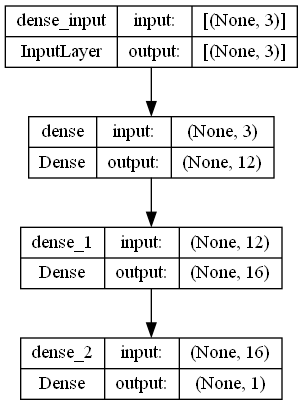 dense_input input: [(None, 3)]
InputLayer output: [(None, 3)]
dense input: (None, 3)
Dense output: (None, 12)
dense_1 input: (None, 12)
Dense output: (None, 16)
dense_2 input: (None, 16)
Dense output: (None, 1)